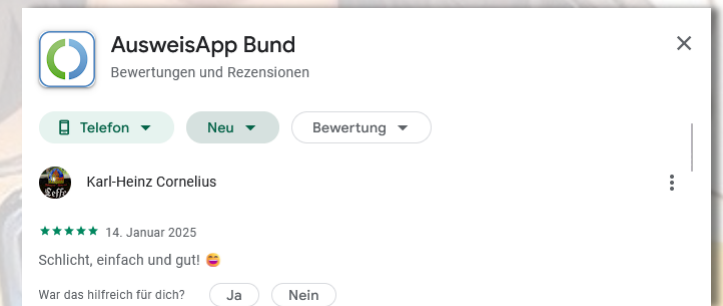 AusweisApp Bund
Bewertungen und Rezensionen
Telefon
Neu
Bewertung
Karl-Heinz Cornelius
14. Januar 2025
Schlicht, einfach und gut! 😄
War das hilfreich für dich?
Ja
Nein